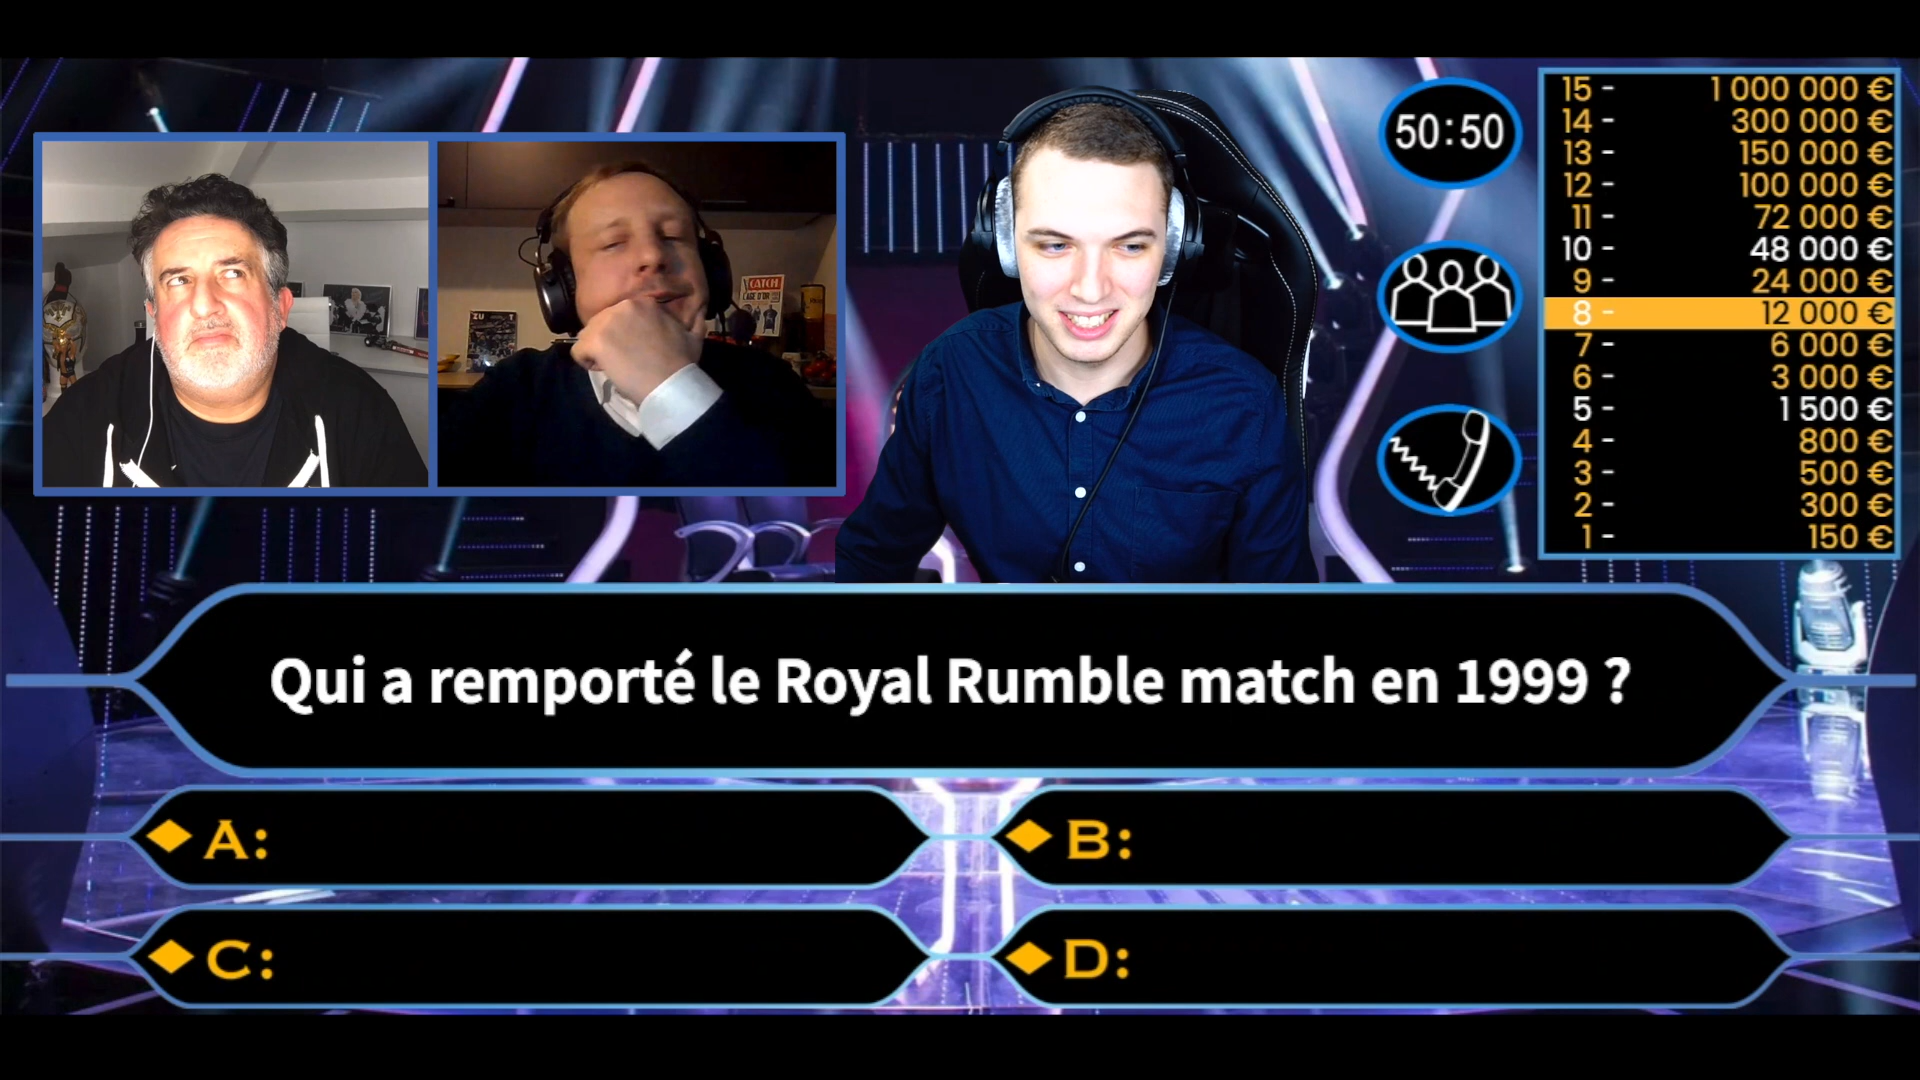 50:50
15 - 1 000 000 €
14 - 300 000 €
13 - 150 000 €
12 - 100 000 €
11 - 72 000 €
10 - 48 000 €
9 - 24 000 €
8 - 12 000 €
7 - 6 000 €
6 - 3 000 €
5 - 1 500 €
4 - 800 €
3 - 500 €
2 - 300 €
1 - 150 €
CATCH
Qui a remporté le Royal Rumble match en 1999 ?
A:
B:
C:
D: